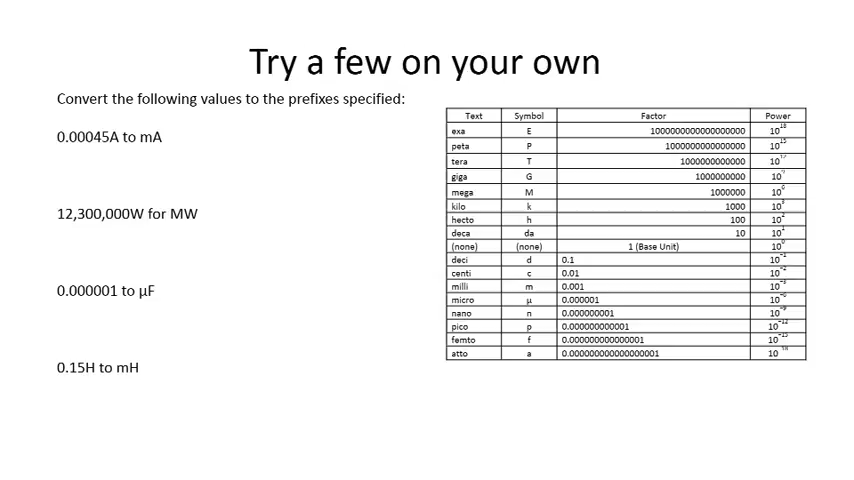 Try a few on your own
Convert the following values to the prefixes specified:
0.00045A to mA
12,300,000W for MW
0.000001 to µF
0.15H to mH
Text Symbol Factor Power
exa E 1000000000000000000 10^18
peta P 1000000000000000 10^15
tera T 1000000000000 10^12
giga G 1000000000 10^9
mega M 1000000 10^6
kilo k 1000 10^3
hecto h 100 10^2
deca da 10 10^1
(none) (none) 1 (Base Unit) 10^0
deci d 0.1 10^-1
centi c 0.01 10^-2
milli m 0.001 10^-3
micro µ 0.000001 10^-6
nano n 0.000000001 10^-9
pico p 0.000000000001 10^-12
femto f 0.000000000000001 10^-15
atto a 0.000000000000000001 10^-18